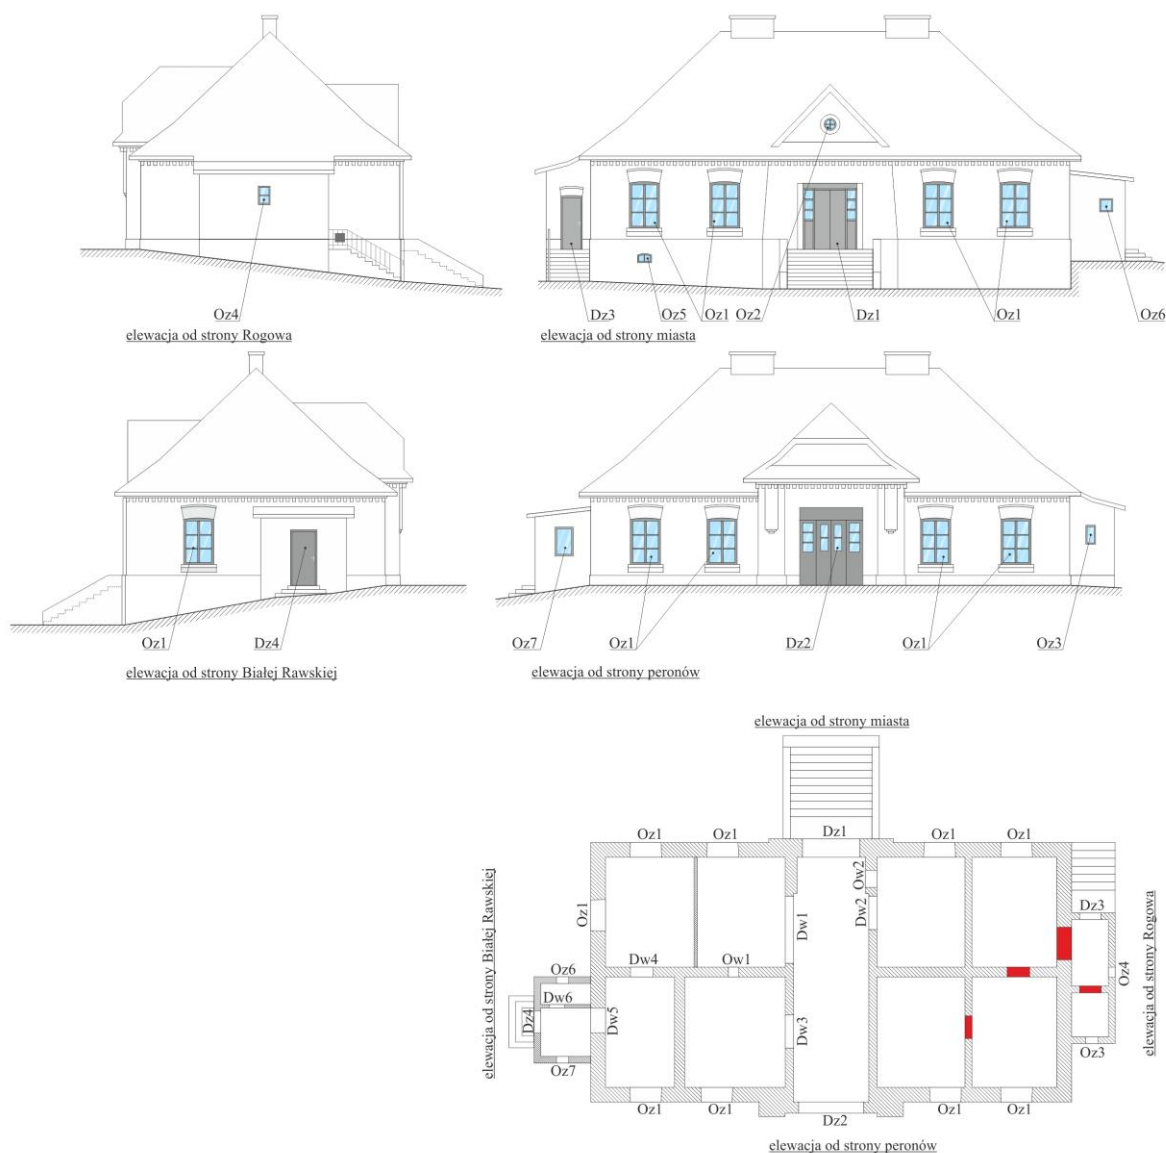 Oz4
elewacja od strony Rogowa
Dz3 Oz5 Oz1 Oz2 Dz1 Oz1 Oz6
elewacja od strony miasta
Oz1 Dz4
elewacja od strony Białej Rawskiej
Oz7 Oz1 Dz2 Oz1 Oz3
elewacja od strony peronów
elewacja od strony miasta
Oz1 Oz1 Dz1 Oz1 Oz1
elewacja od strony Białej Rawskiej
Oz1
Dw1
Ow2
Dw2
Dz3
Oz4
elewacja od strony Rogowa
Dw4 Ow1
Oz6
Dw6
Dz4
Dw5
Dw3
Oz7
Oz3
Oz1 Oz1 Dz2 Oz1 Oz1
elewacja od strony peronów